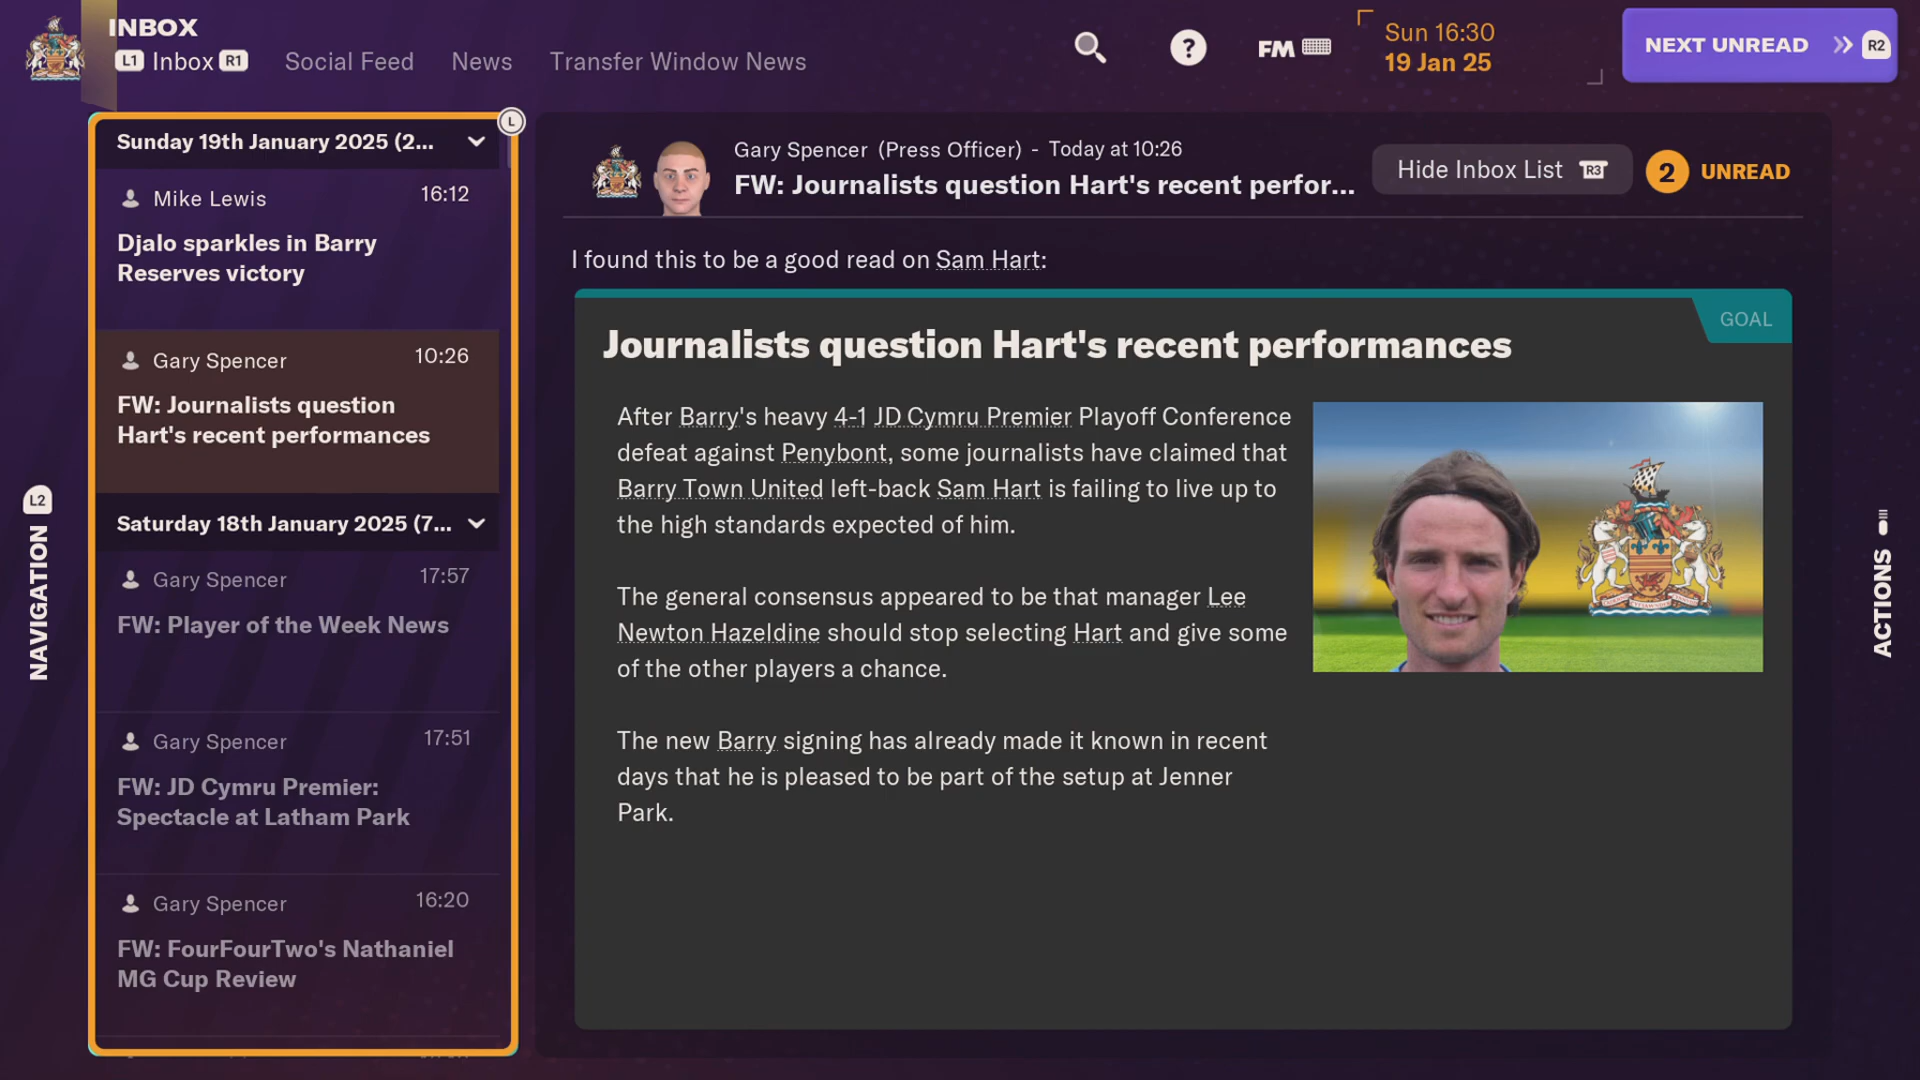 INBOX
L1 Inbox R1 Social Feed News Transfer Window News
?
FM
Sun 16:30
19 Jan 25
NEXT UNREAD R2
L
Sunday 19th January 2025 (2...
Mike Lewis 16:12
Djalo sparkles in Barry
Reserves victory
Gary Spencer 10:26
FW: Journalists question
Hart's recent performances
Saturday 18th January 2025 (7...
Gary Spencer 17:57
FW: Player of the Week News
Gary Spencer 17:51
FW: JD Cymru Premier:
Spectacle at Latham Park
Gary Spencer 16:20
FW: FourFourTwo's Nathaniel
MG Cup Review
L2
NAVIGATION
Gary Spencer (Press Officer) - Today at 10:26
FW: Journalists question Hart's recent perfor...
Hide Inbox List R3
2 UNREAD
I found this to be a good read on Sam Hart:
GOAL
Journalists question Hart's recent performances
After Barry's heavy 4-1 JD Cymru Premier Playoff Conference
defeat against Penybont, some journalists have claimed that
Barry Town United left-back Sam Hart is failing to live up to
the high standards expected of him.
The general consensus appeared to be that manager Lee
Newton Hazeldine should stop selecting Hart and give some
of the other players a chance.
The new Barry signing has already made it known in recent
days that he is pleased to be part of the setup at Jenner
Park.
ACTIONS